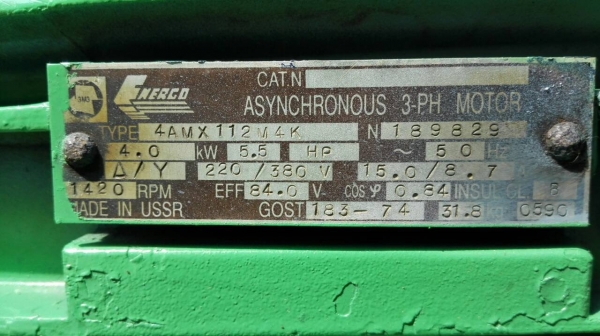 CAT.N
ENERGO ASYNCHRONOUS 3-PH MOTOR
TYPE 4AMX112M4K N 189829
4.0 kW 5.5 HP ~ 50 Hz
Δ/Y 220/380 V 15.0/8.7 A
1420 RPM EFF 84.0 % COS φ 0.84 INSUL CL B
MADE IN USSR GOST 183-74 31.8 kg 0590